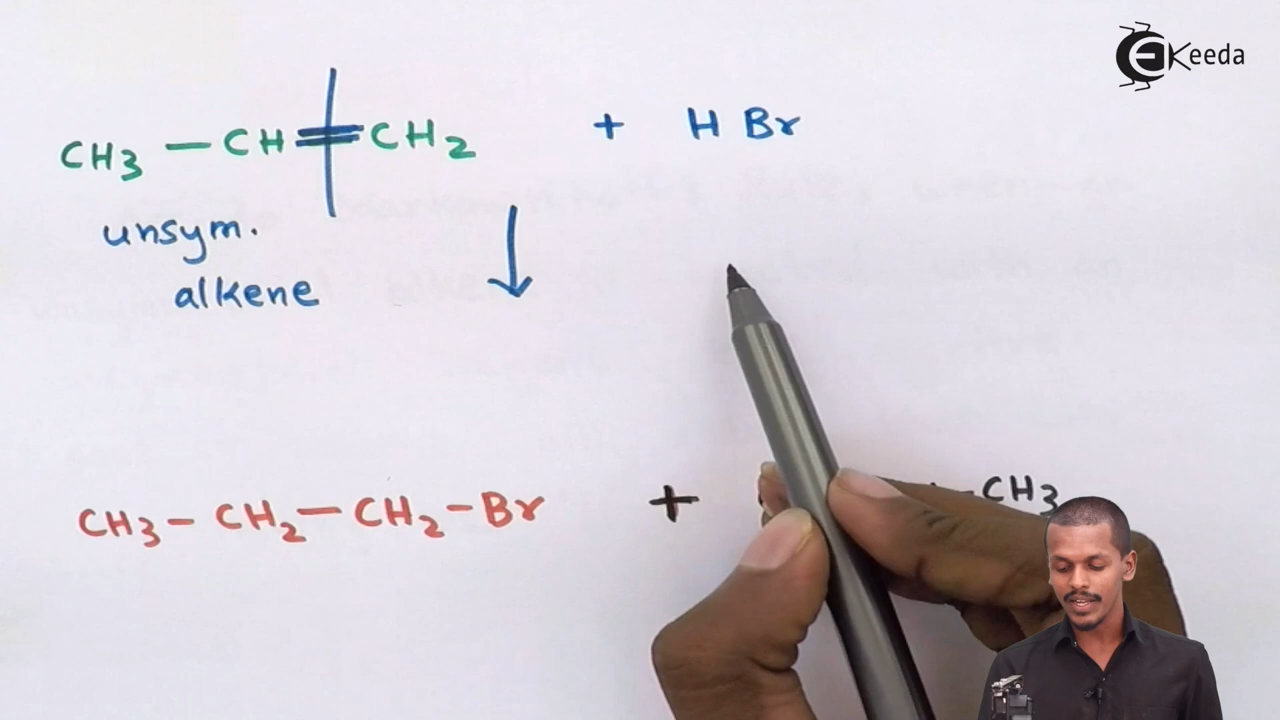 EKeeda
CH3 — CH = CH2 + H Br
unsym.
alkene
CH3 — CH2 — CH2 — Br + — CH3